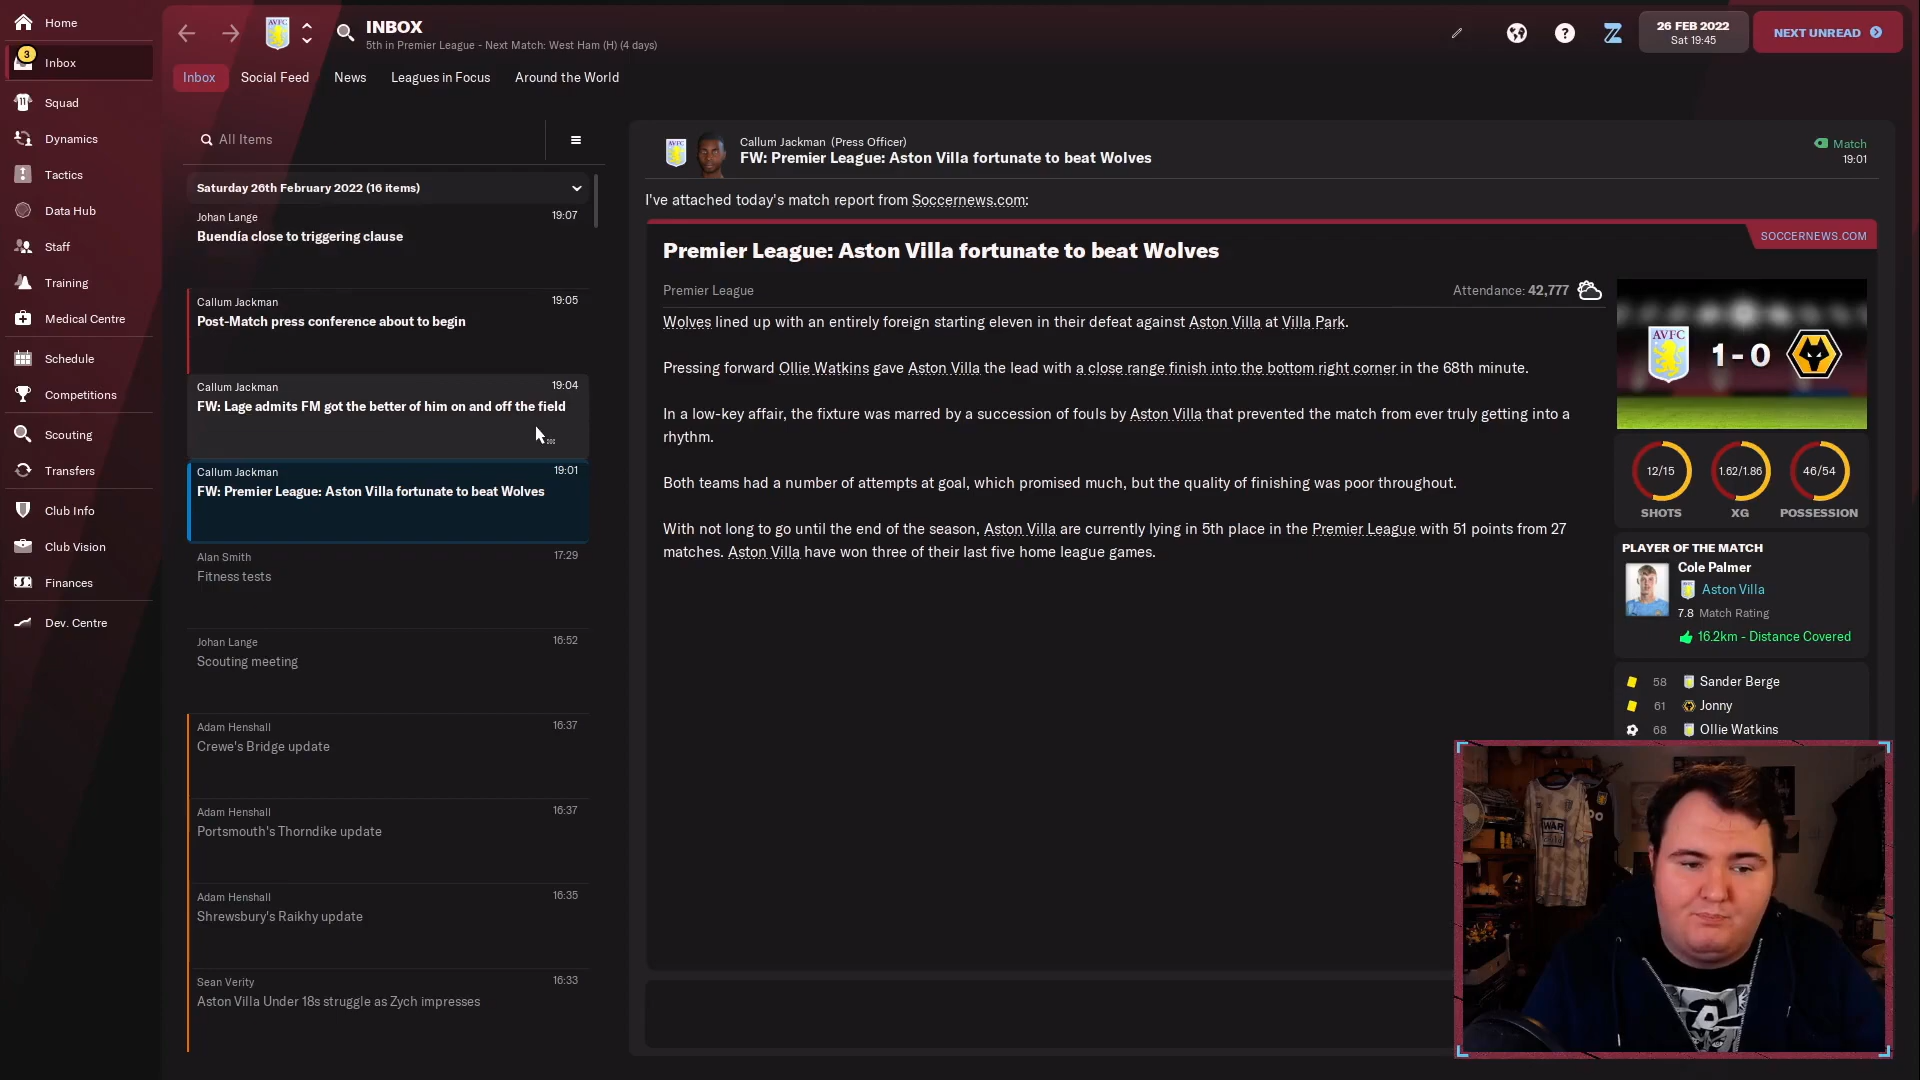 Home
3
Inbox
Squad
Dynamics
Tactics
Data Hub
Staff
Training
Medical Centre
Schedule
Competitions
Scouting
Transfers
Club Info
Club Vision
Finances
Dev. Centre
AVFC
INBOX
5th in Premier League - Next Match: West Ham (H) (4 days)
26 FEB 2022
Sat 19:45
NEXT UNREAD
Inbox
Social Feed
News
Leagues in Focus
Around the World
All Items
Saturday 26th February 2022 (16 items)
Johan Lange 19:07
Buendía close to triggering clause
Callum Jackman 19:05
Post-Match press conference about to begin
Callum Jackman 19:04
FW: Lage admits FM got the better of him on and off the field
Callum Jackman 19:01
FW: Premier League: Aston Villa fortunate to beat Wolves
Alan Smith 17:29
Fitness tests
Johan Lange 16:52
Scouting meeting
Adam Henshall 16:37
Crewe's Bridge update
Adam Henshall 16:37
Portsmouth's Thorndike update
Adam Henshall 16:35
Shrewsbury's Raikhy update
Sean Verity 16:33
Aston Villa Under 18s struggle as Zych impresses
Callum Jackman (Press Officer)
FW: Premier League: Aston Villa fortunate to beat Wolves
Match
19:01
I've attached today's match report from Soccernews.com:
SOCCERNEWS.COM
Premier League: Aston Villa fortunate to beat Wolves
Premier League
Attendance: 42,777
Wolves lined up with an entirely foreign starting eleven in their defeat against Aston Villa at Villa Park.
Pressing forward Ollie Watkins gave Aston Villa the lead with a close range finish into the bottom right corner in the 68th minute.
In a low-key affair, the fixture was marred by a succession of fouls by Aston Villa that prevented the match from ever truly getting into a
rhythm.
Both teams had a number of attempts at goal, which promised much, but the quality of finishing was poor throughout.
With not long to go until the end of the season, Aston Villa are currently lying in 5th place in the Premier League with 51 points from 27
matches. Aston Villa have won three of their last five home league games.
AVFC
1 - 0
12/15
1.62/1.86
46/54
SHOTS
XG
POSSESSION
PLAYER OF THE MATCH
Cole Palmer
Aston Villa
7.8 Match Rating
16.2km - Distance Covered
58 Sander Berge
61 Jonny
68 Ollie Watkins
WAR